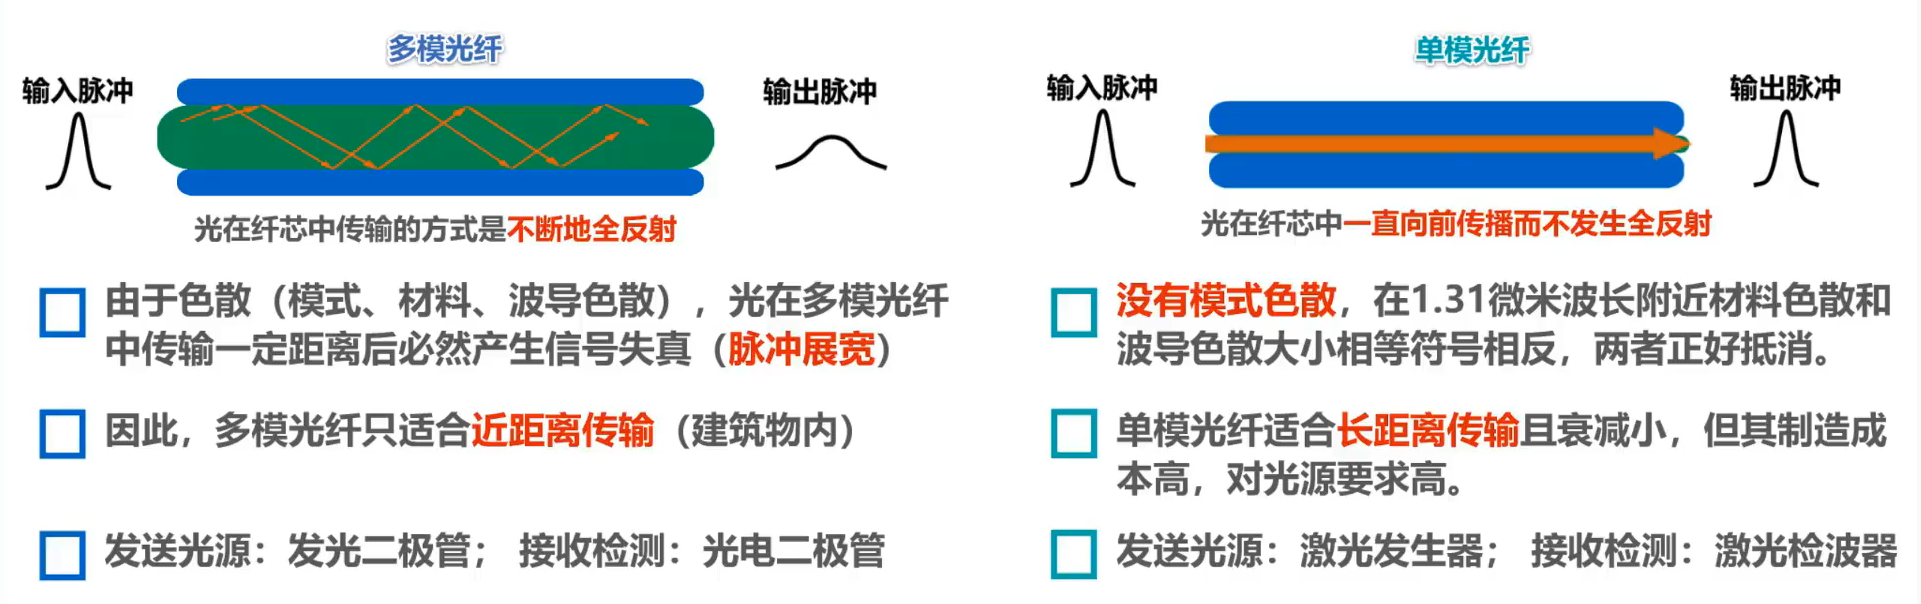 多模光纤
输入脉冲
输出脉冲
光在纤芯中传输的方式是不断地全反射
由于色散（模式、材料、波导色散），光在多模光纤
中传输一定距离后必然产生信号失真（脉冲展宽）
因此，多模光纤只适合近距离传输（建筑物内）
发送光源：发光二极管； 接收检测：光电二极管
单模光纤
输入脉冲
输出脉冲
光在纤芯中一直向前传播而不发生全反射
没有模式色散，在1.31微米波长附近材料色散和
波导色散大小相等符号相反，两者正好抵消。
单模光纤适合长距离传输且衰减小，但其制造成
本高，对光源要求高。
发送光源：激光发生器； 接收检测：激光检波器